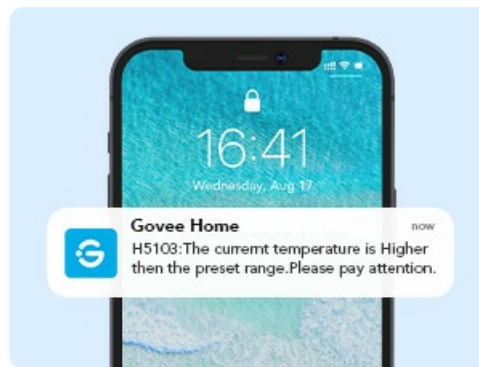 16:41
Wednesday, Aug 17
Govee Home
now
H5103:The currernt temperature is Higher
then the preset range.Please pay attention.